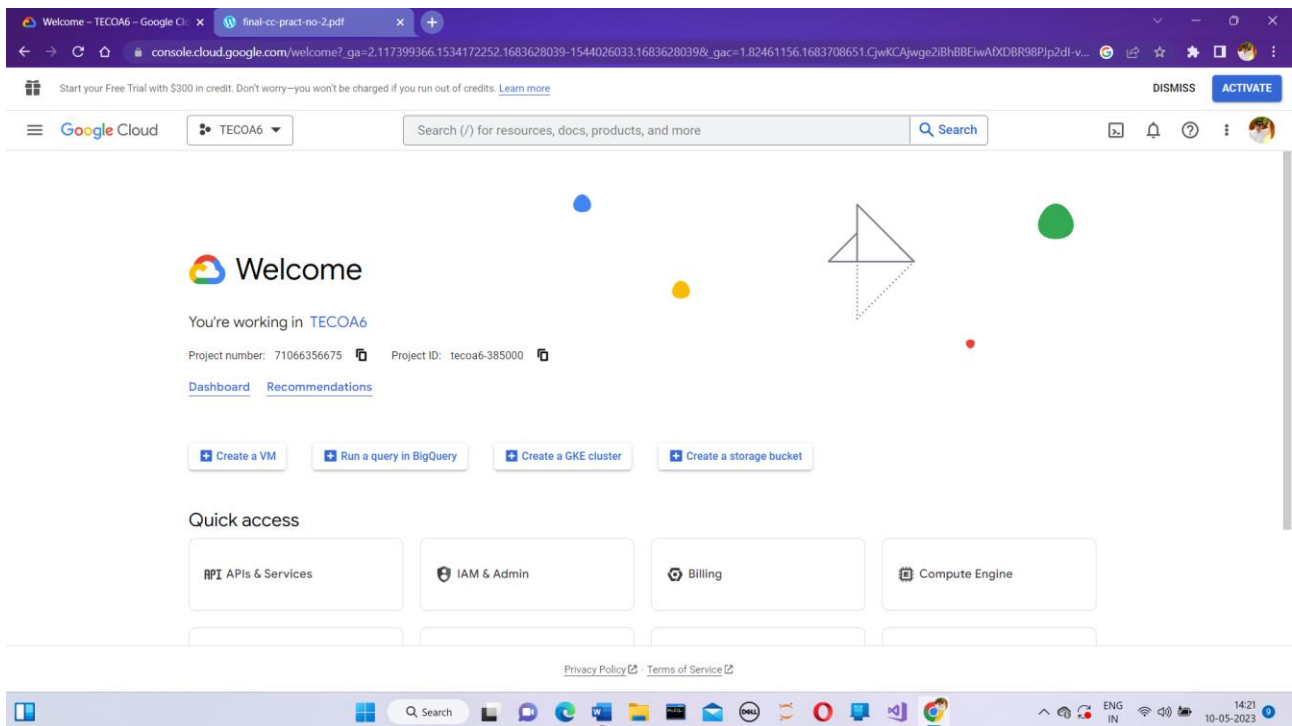 Welcome – TECOA6 – Google Clo
final-cc-pract-no-2.pdf
console.cloud.google.com/welcome?_ga=2.117399366.1534172252.1683628039-1544026033.1683628039&_gac=1.82461156.1683708651.CjwKCAjwge2iBhBBEiwAfXDBR98PJp2dI-v...
Start your Free Trial with $300 in credit. Don't worry—you won't be charged if you run out of credits. Learn more
DISMISS
ACTIVATE
Google Cloud
TECOA6
Search (/) for resources, docs, products, and more
Search
Welcome
You're working in TECOA6
Project number: 71066356675 Project ID: tecoa6-385000
Dashboard Recommendations
Create a VM
Run a query in BigQuery
Create a GKE cluster
Create a storage bucket
Quick access
API APIs & Services
IAM & Admin
Billing
Compute Engine
Privacy Policy · Terms of Service
Search
DELL
ENG
IN
14:21
10-05-2023
9